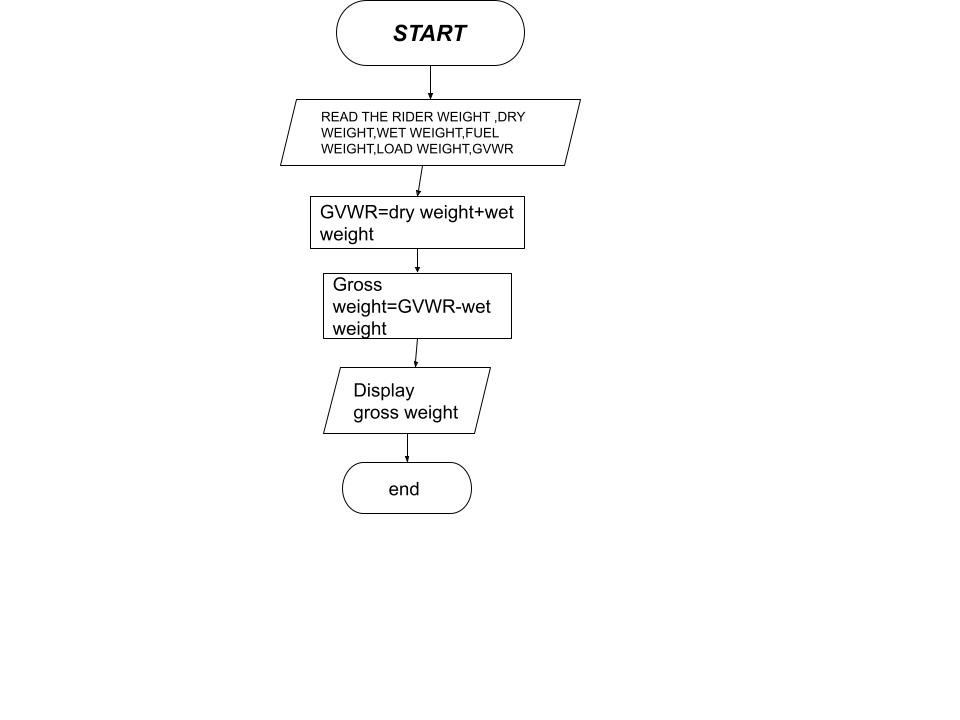 START
READ THE RIDER WEIGHT ,DRY
WEIGHT,WET WEIGHT,FUEL
WEIGHT,LOAD WEIGHT,GVWR
GVWR=dry weight+wet
weight
Gross
weight=GVWR-wet
weight
Display
gross weight
end